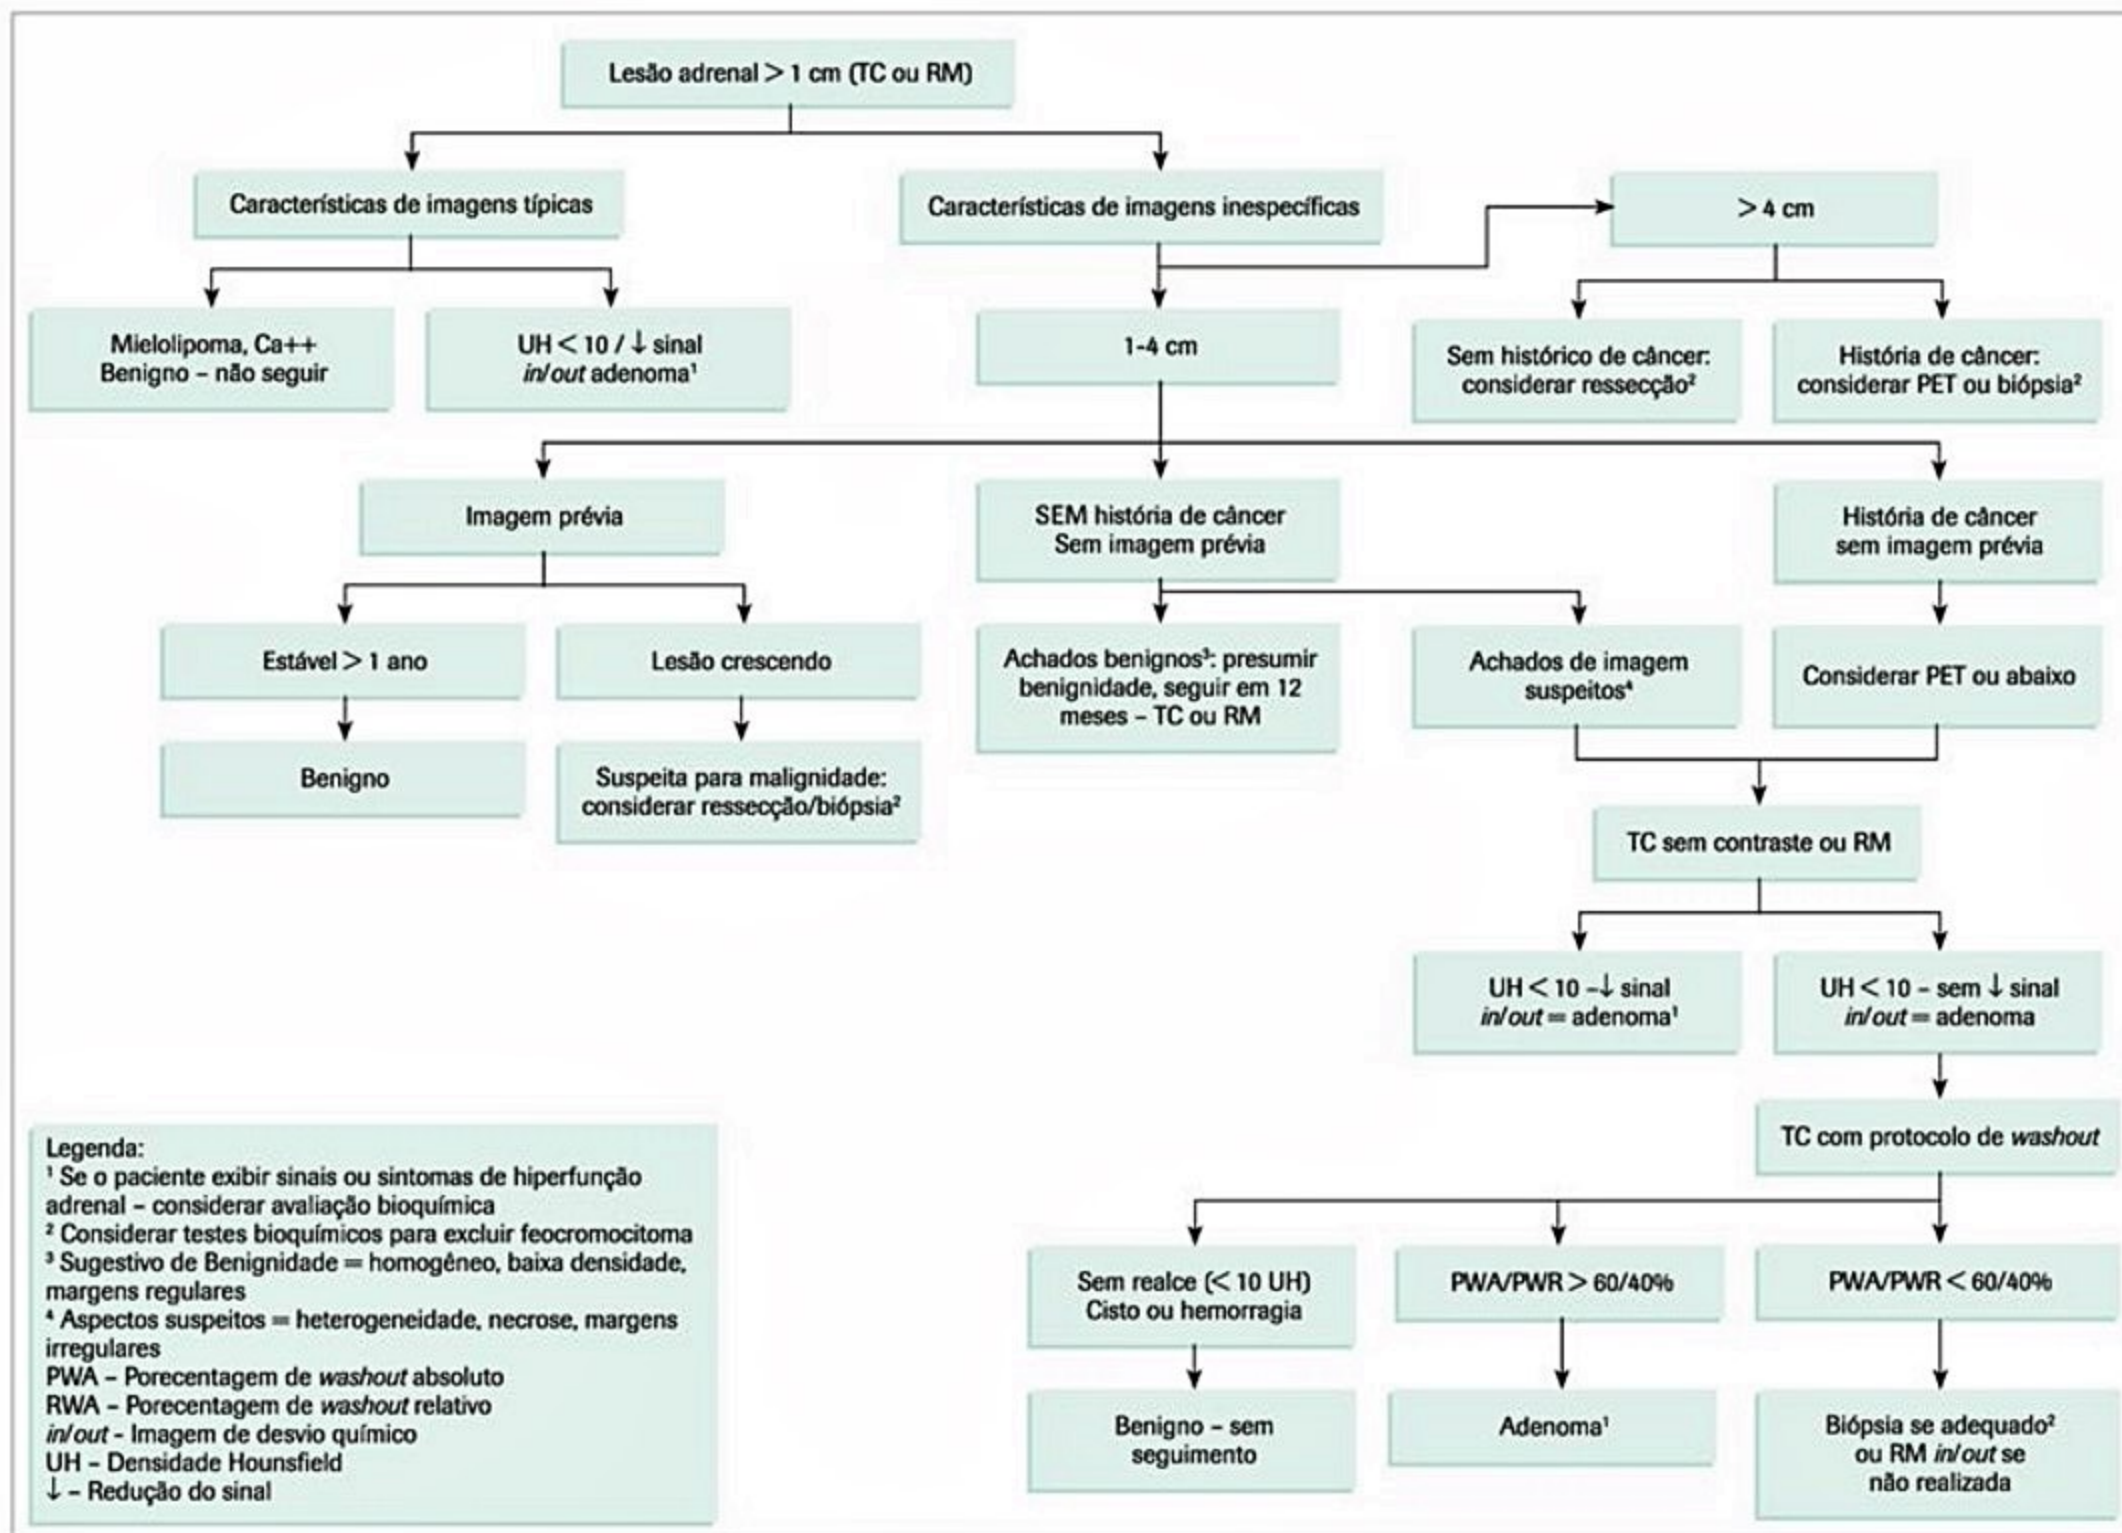 Lesão adrenal > 1 cm (TC ou RM)
Características de imagens típicas
Características de imagens inespecíficas
> 4 cm
Mielolipoma, Ca++
Benigno – não seguir
UH < 10 / ↓ sinal
in/out adenoma¹
1-4 cm
Sem histórico de câncer:
considerar ressecção²
História de câncer:
considerar PET ou biópsia²
Imagem prévia
SEM história de câncer
Sem imagem prévia
História de câncer
sem imagem prévia
Estável > 1 ano
Lesão crescendo
Achados benignos³: presumir
benignidade, seguir em 12
meses – TC ou RM
Achados de imagem
suspeitos⁴
Considerar PET ou abaixo
Benigno
Suspeita para malignidade:
considerar ressecção/biópsia²
TC sem contraste ou RM
UH < 10 –↓ sinal
in/out = adenoma¹
UH < 10 – sem ↓ sinal
in/out = adenoma
TC com protocolo de washout
Sem realce (< 10 UH)
Cisto ou hemorragia
PWA/PWR > 60/40%
PWA/PWR < 60/40%
Benigno – sem
seguimento
Adenoma¹
Biópsia se adequado²
ou RM in/out se
não realizada
Legenda:
¹ Se o paciente exibir sinais ou sintomas de hiperfunção
adrenal – considerar avaliação bioquímica
² Considerar testes bioquímicos para excluir feocromocitoma
³ Sugestivo de Benignidade = homogêneo, baixa densidade,
margens regulares
⁴ Aspectos suspeitos = heterogeneidade, necrose, margens
irregulares
PWA – Porecentagem de washout absoluto
RWA – Porecentagem de washout relativo
in/out - Imagem de desvio químico
UH – Densidade Hounsfield
↓ – Redução do sinal